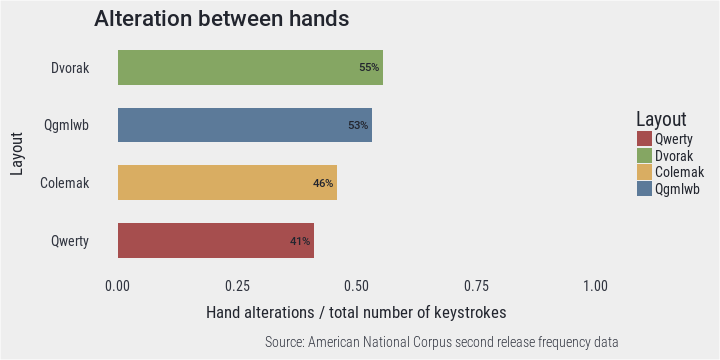 Alteration between hands
Layout
Dvorak
55%
Qgmlwb
53%
Colemak
46%
Qwerty
41%
0.00 0.25 0.50 0.75 1.00
Hand alterations / total number of keystrokes
Layout
Qwerty
Dvorak
Colemak
Qgmlwb
Source: American National Corpus second release frequency data